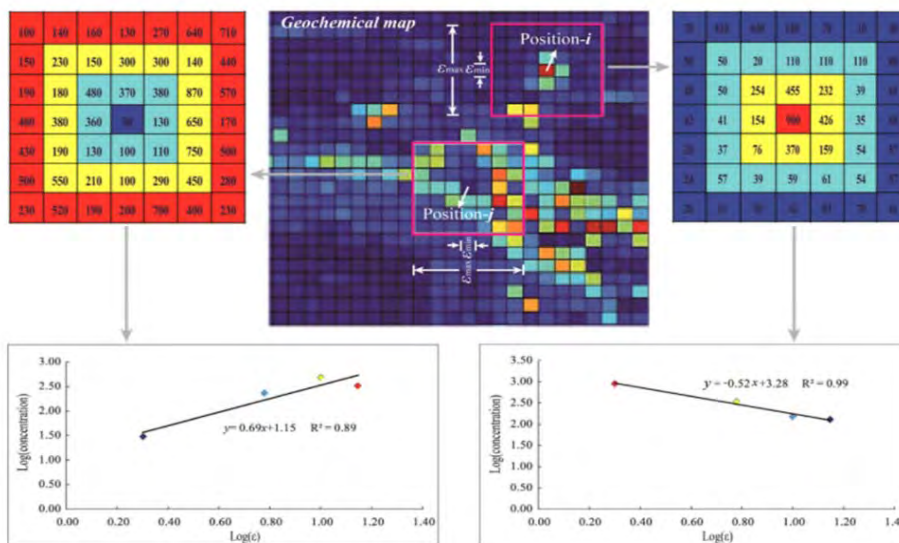 Geochemical map
Position-i
εmax εmin
Position-j
εmax εmin
100 140 160 130 270 640 710
150 230 150 300 300 140 440
190 180 480 370 380 870 570
400 380 360 130 650 170
430 190 130 100 110 750 500
500 550 210 100 290 450 280
230 520 190 200 700 400 230
50 20 110 110 110
50 254 455 232 39
41 154 900 426 35
37 76 370 159 54
57 39 59 61 54
3.00
2.50
2.00
1.50
1.00
0.50
0.00
Log(concentration)
y= 0.69x+1.15 R² = 0.89
0.00 0.20 0.40 0.60 0.80 1.00 1.20 1.40
Log(ε)
3.50
3.00
2.50
2.00
1.50
1.00
0.50
0.00
Log(concentration)
y = -0.52x+3.28 R² = 0.99
0.00 0.20 0.40 0.60 0.80 1.00 1.20 1.4
Log(ε)